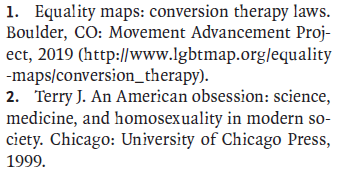 1. Equality maps: conversion therapy laws.
Boulder, CO: Movement Advancement Proj-
ect, 2019 (http://www.lgbtmap.org/equality
-maps/conversion_therapy).
2. Terry J. An American obsession: science,
medicine, and homosexuality in modern so-
ciety. Chicago: University of Chicago Press,
1999.